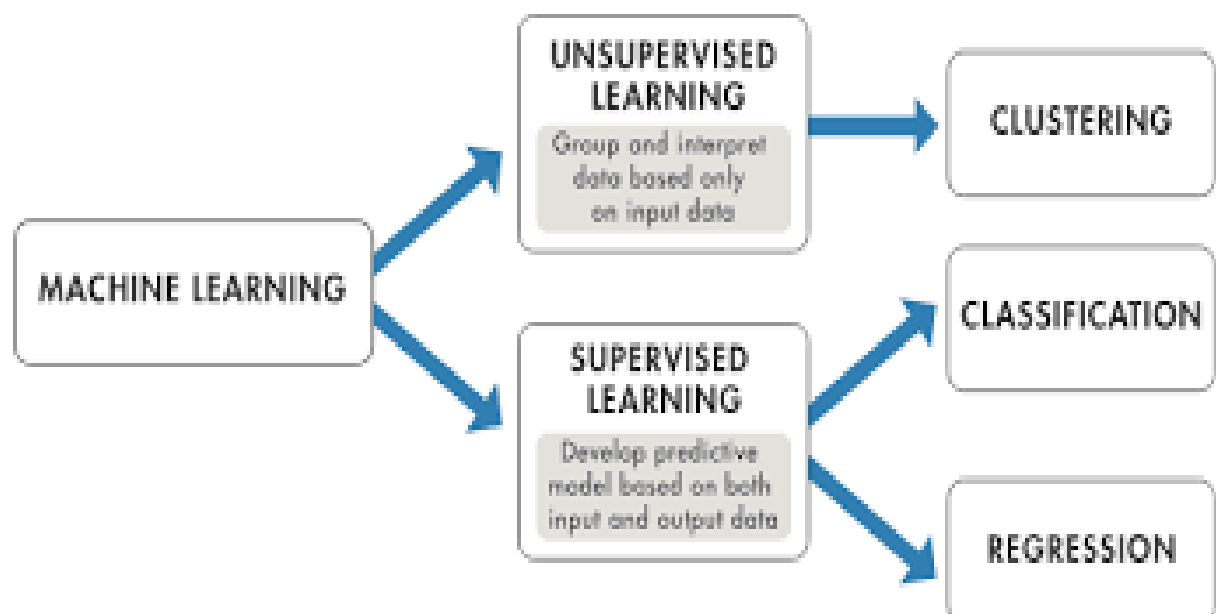 MACHINE LEARNING
UNSUPERVISED
LEARNING
Group and interpret
data based only
on input data
SUPERVISED
LEARNING
Develop predictive
model based on both
input and output data
CLUSTERING
CLASSIFICATION
REGRESSION